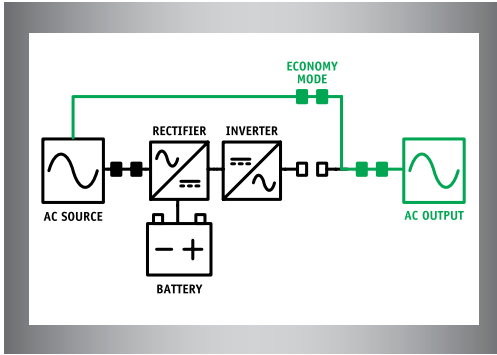 ECONOMY
MODE
RECTIFIER
INVERTER
AC SOURCE
AC OUTPUT
BATTERY